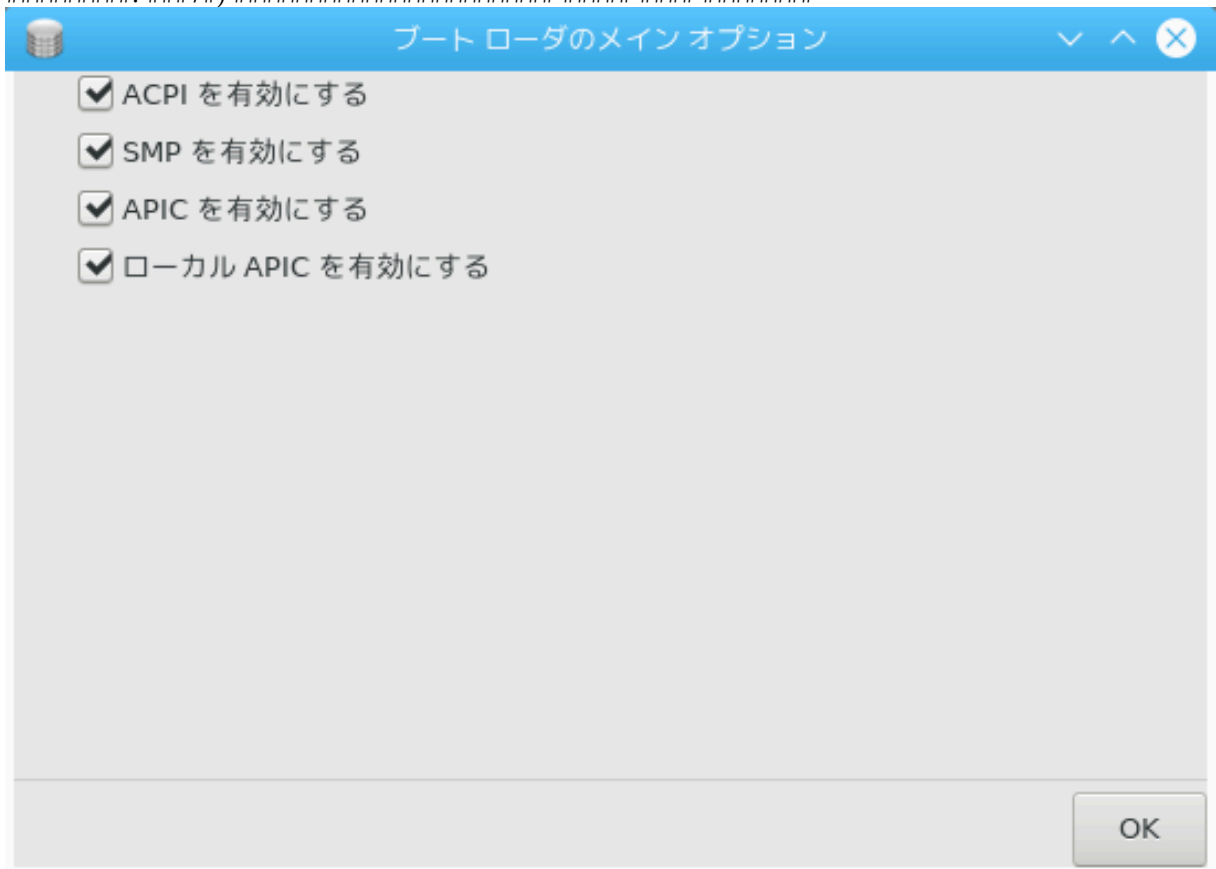 ブート ローダのメイン オプション
ACPI を有効にする
SMP を有効にする
APIC を有効にする
ローカル APIC を有効にする
OK